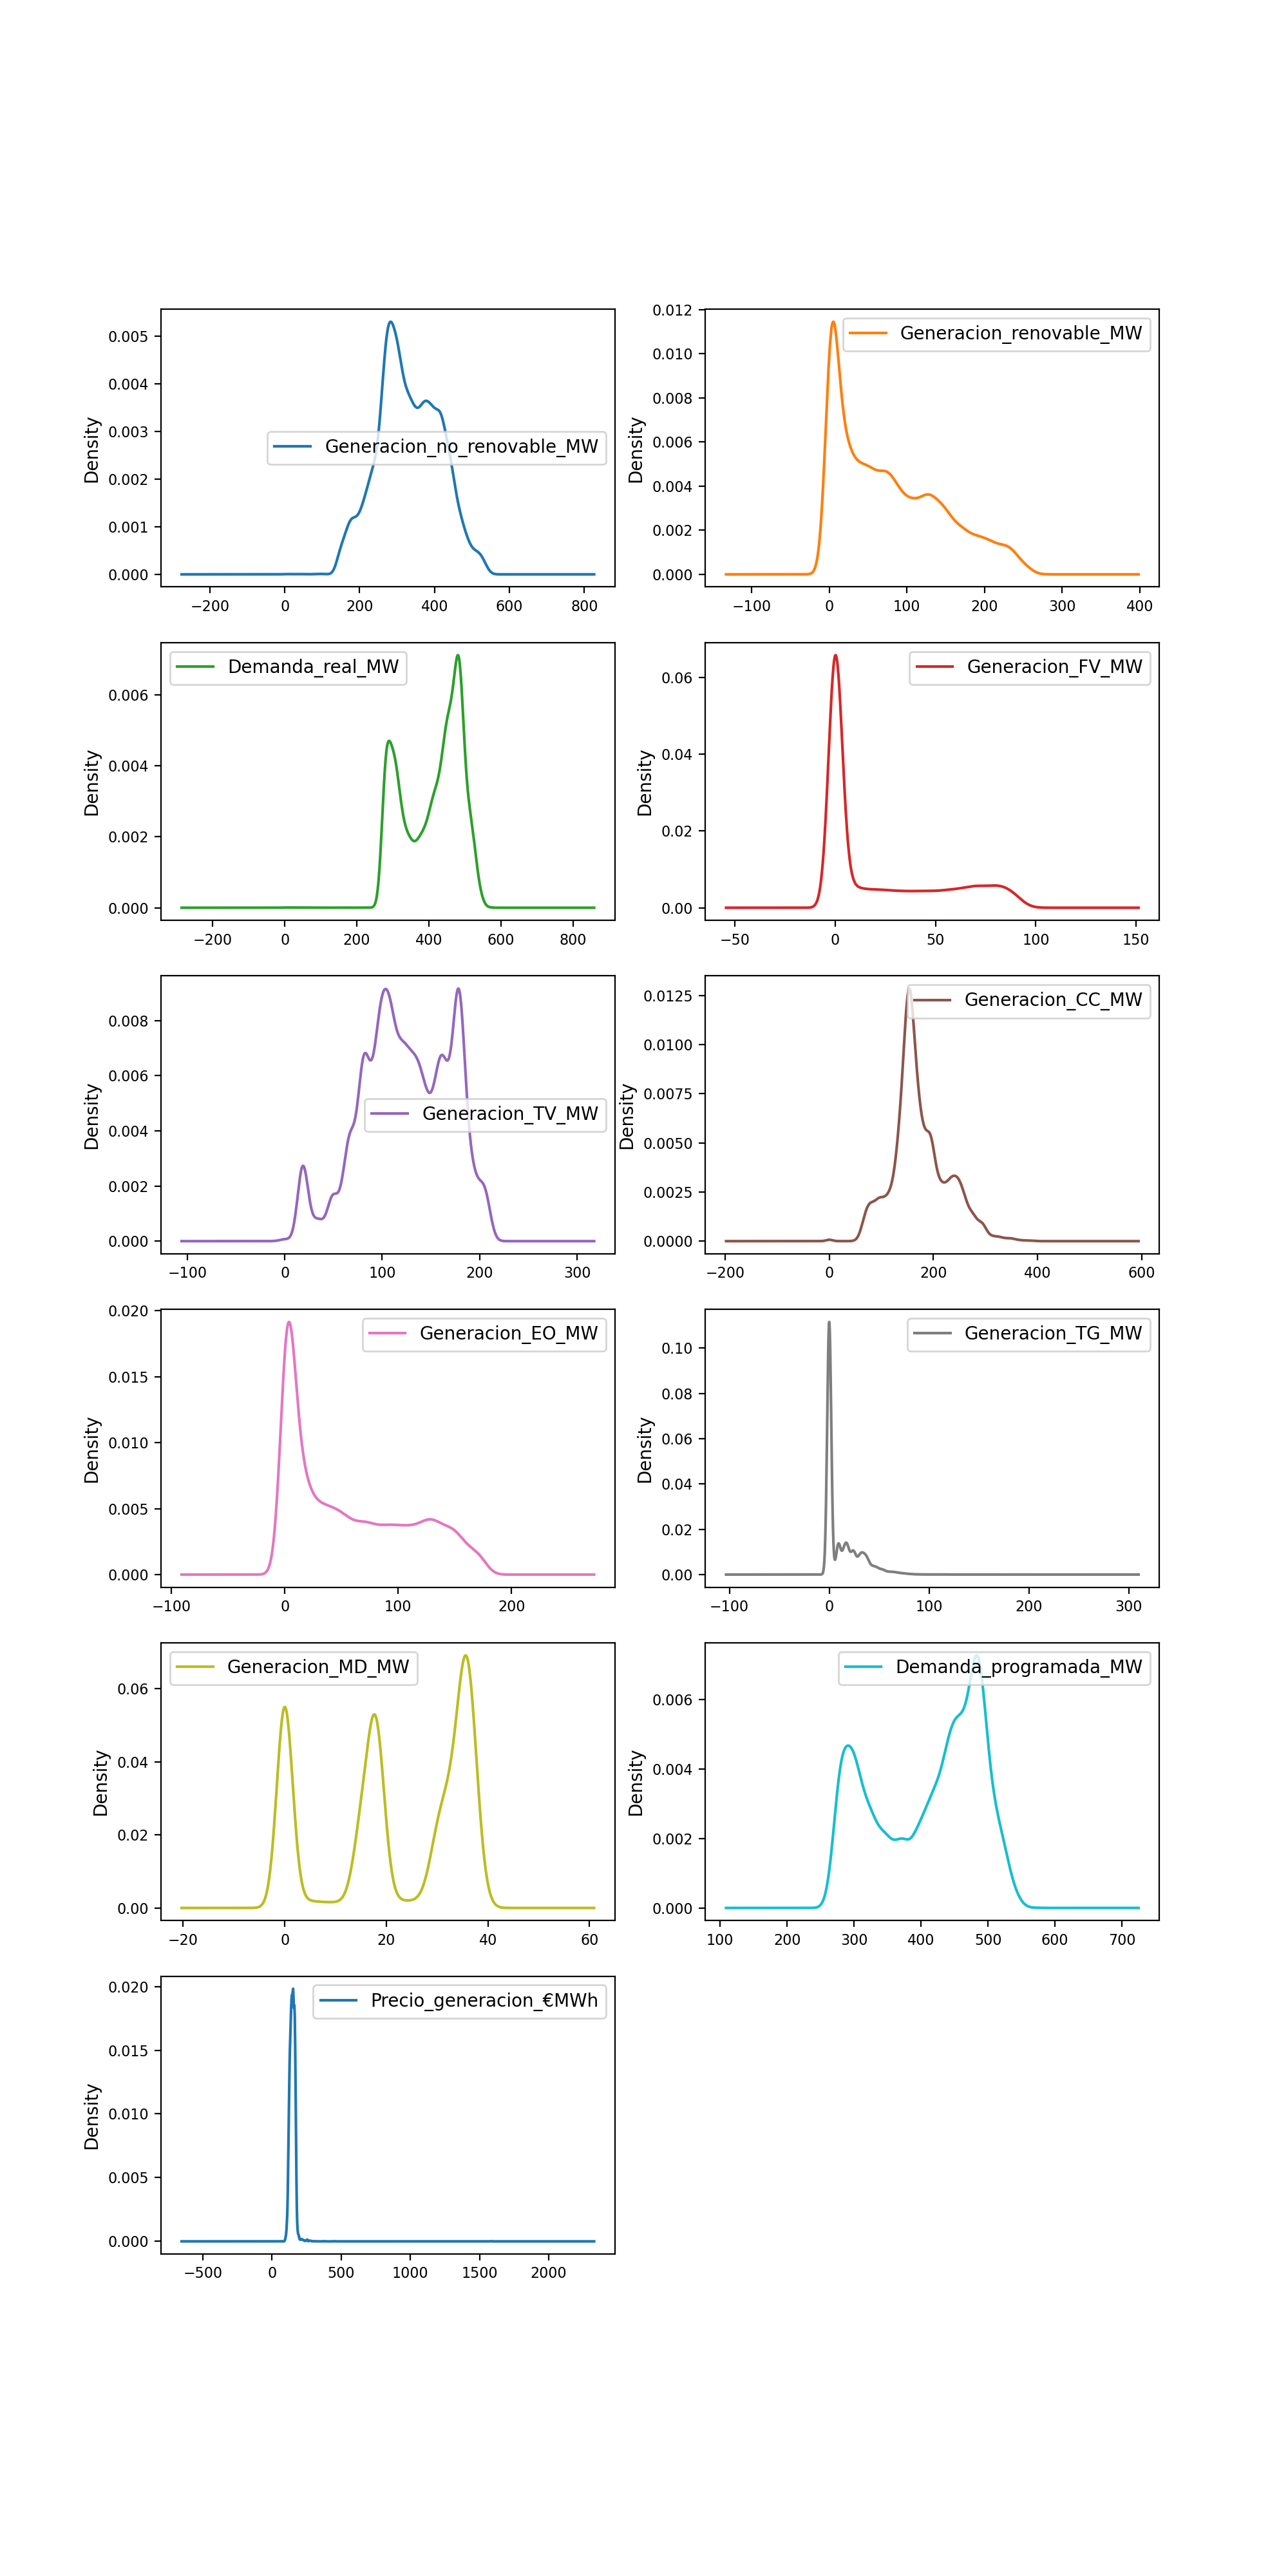 0.005
0.004
0.003
0.002
0.001
0.000
Density
Generacion_no_renovable_MW
−200 0 200 400 600 800
0.012
0.010
0.008
0.006
0.004
0.002
0.000
Density
Generacion_renovable_MW
−100 0 100 200 300 400
0.006
0.004
0.002
0.000
Density
Demanda_real_MW
−200 0 200 400 600 800
0.06
0.04
0.02
0.00
Density
Generacion_FV_MW
−50 0 50 100 150
0.008
0.006
0.004
0.002
0.000
Density
Generacion_TV_MW
−100 0 100 200 300
0.0125
0.0100
0.0075
0.0050
0.0025
0.0000
Density
Generacion_CC_MW
−200 0 200 400 600
0.020
0.015
0.010
0.005
0.000
Density
Generacion_EO_MW
−100 0 100 200
0.10
0.08
0.06
0.04
0.02
0.00
Density
Generacion_TG_MW
−100 0 100 200 300
0.06
0.04
0.02
0.00
Density
Generacion_MD_MW
−20 0 20 40 60
0.006
0.004
0.002
0.000
Density
Demanda_programada_MW
100 200 300 400 500 600 700
0.020
0.015
0.010
0.005
0.000
Density
Precio_generacion_€MWh
−500 0 500 1000 1500 2000